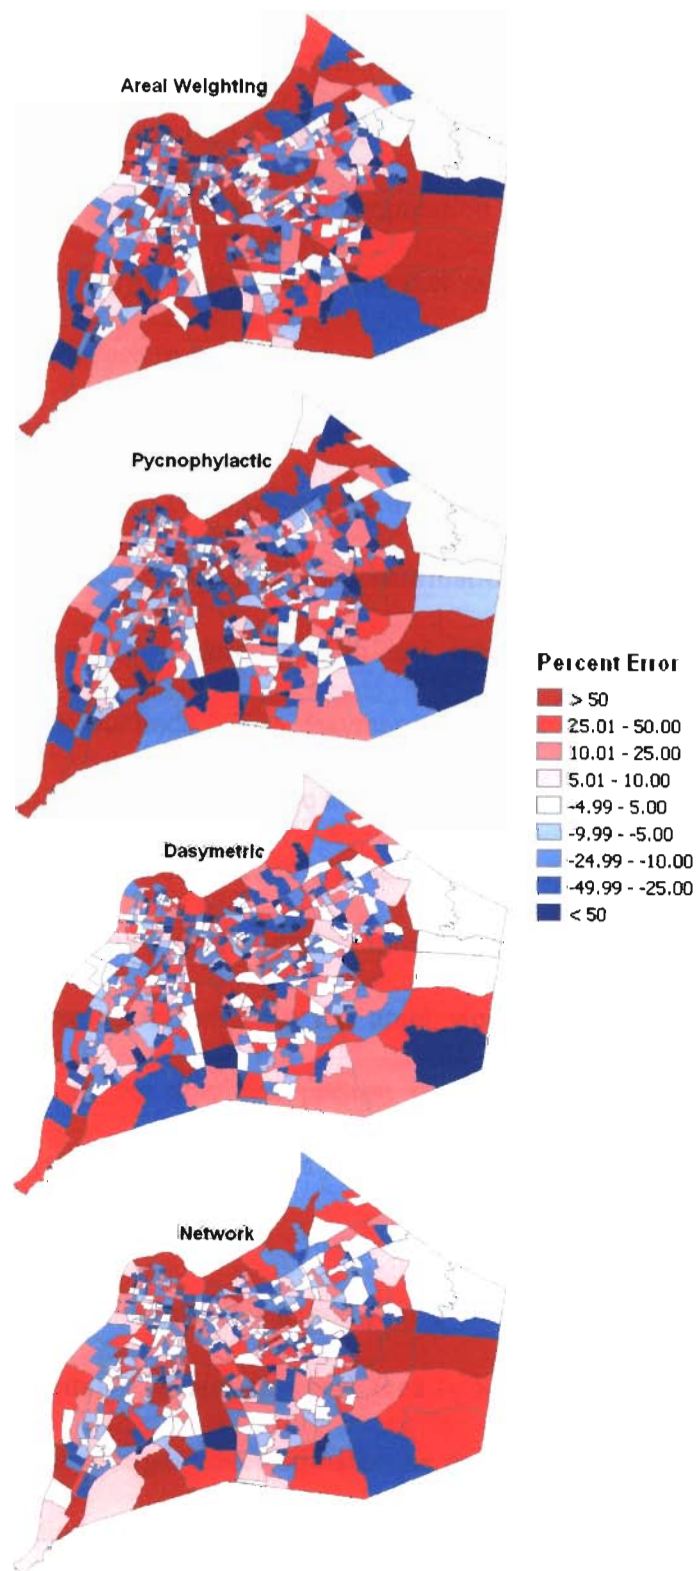 Areal Weighting
Pycnophylactic
Percent Error
> 50
25.01 - 50.00
10.01 - 25.00
5.01 - 10.00
-4.99 - 5.00
-9.99 - -5.00
-24.99 - -10.00
-49.99 - -25.00
< 50
Dasymetric
Network